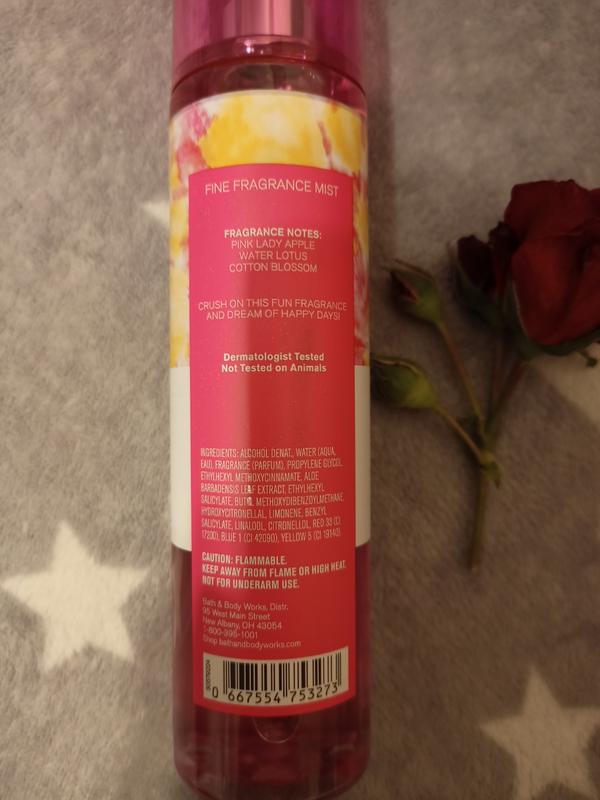 FINE FRAGRANCE MIST
FRAGRANCE NOTES:
PINK LADY APPLE
WATER LOTUS
COTTON BLOSSOM
CRUSH ON THIS FUN FRAGRANCE
AND DREAM OF HAPPY DAYS!
Dermatologist Tested
Not Tested on Animals
INGREDIENTS: ALCOHOL DENAT., WATER (AQUA,
EAU), FRAGRANCE (PARFUM), PROPYLENE GLYCOL,
ETHYLHEXYL METHOXYCINNAMATE, ALOE
BARBADENSIS LEAF EXTRACT, ETHYLHEXYL
SALICYLATE, BUTYL METHOXYDIBENZOYLMETHANE,
HYDROXYCITRONELLAL, LIMONENE, BENZYL
SALICYLATE, LINALOOL, CITRONELLOL, RED 33 (CI
17200), BLUE 1 (CI 42090), YELLOW 5 (CI 19140).
CAUTION: FLAMMABLE.
KEEP AWAY FROM FLAME OR HIGH HEAT.
NOT FOR UNDERARM USE.
Bath & Body Works, Distr.
95 West Main Street
New Albany, OH 43054
1-800-395-1001
Shop bathandbodyworks.com
0 667554 753273